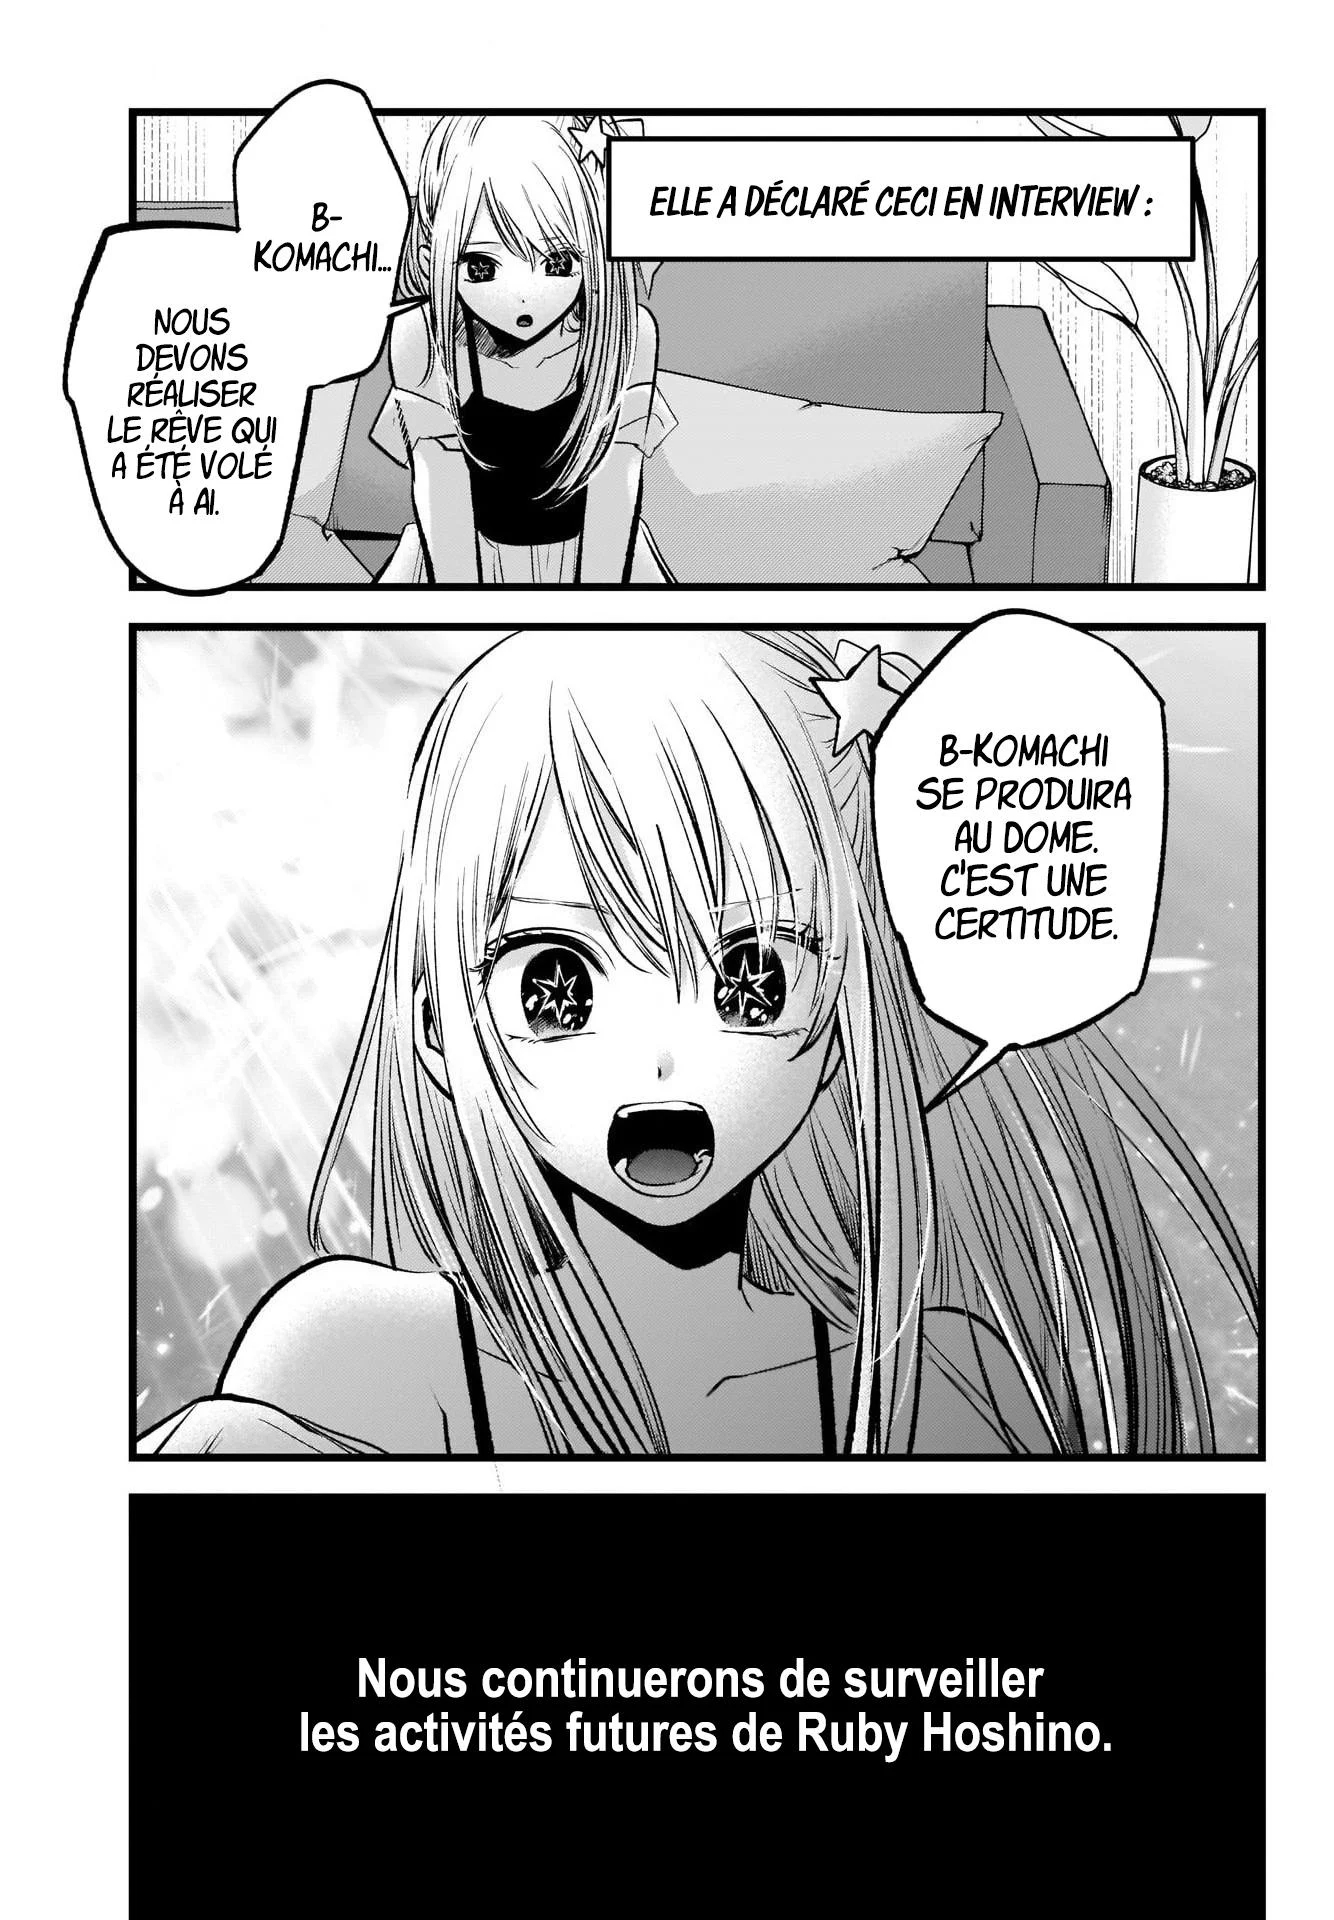 ELLE A DÉCLARÉ CECI EN INTERVIEW :
B-
KOMACHI...
NOUS
DEVONS
RÉALISER
LE RÊVE QUI
A ÉTÉ VOLÉ
À AI.
B-KOMACHI
SE PRODUIRA
AU DOME.
C'EST UNE
CERTITUDE.
Nous continuerons de surveiller
les activités futures de Ruby Hoshino.